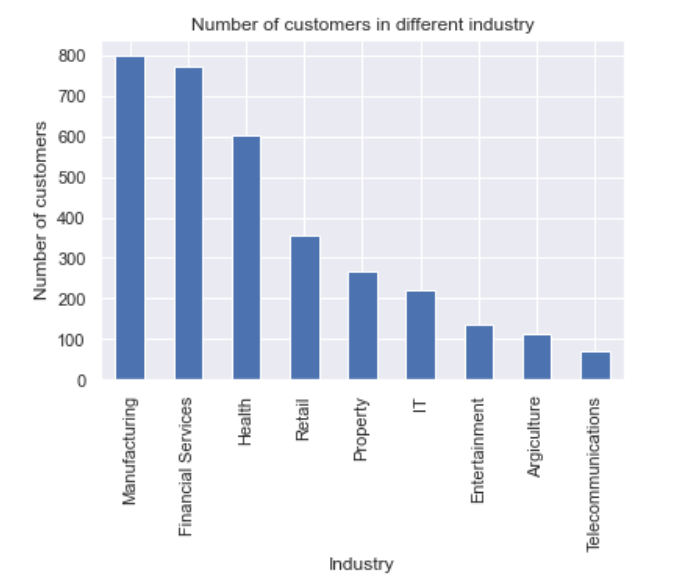 Number of customers in different industry
Number of customers
800
700
600
500
400
300
200
100
0
Manufacturing
Financial Services
Health
Retail
Property
IT
Entertainment
Argiculture
Telecommunications
Industry